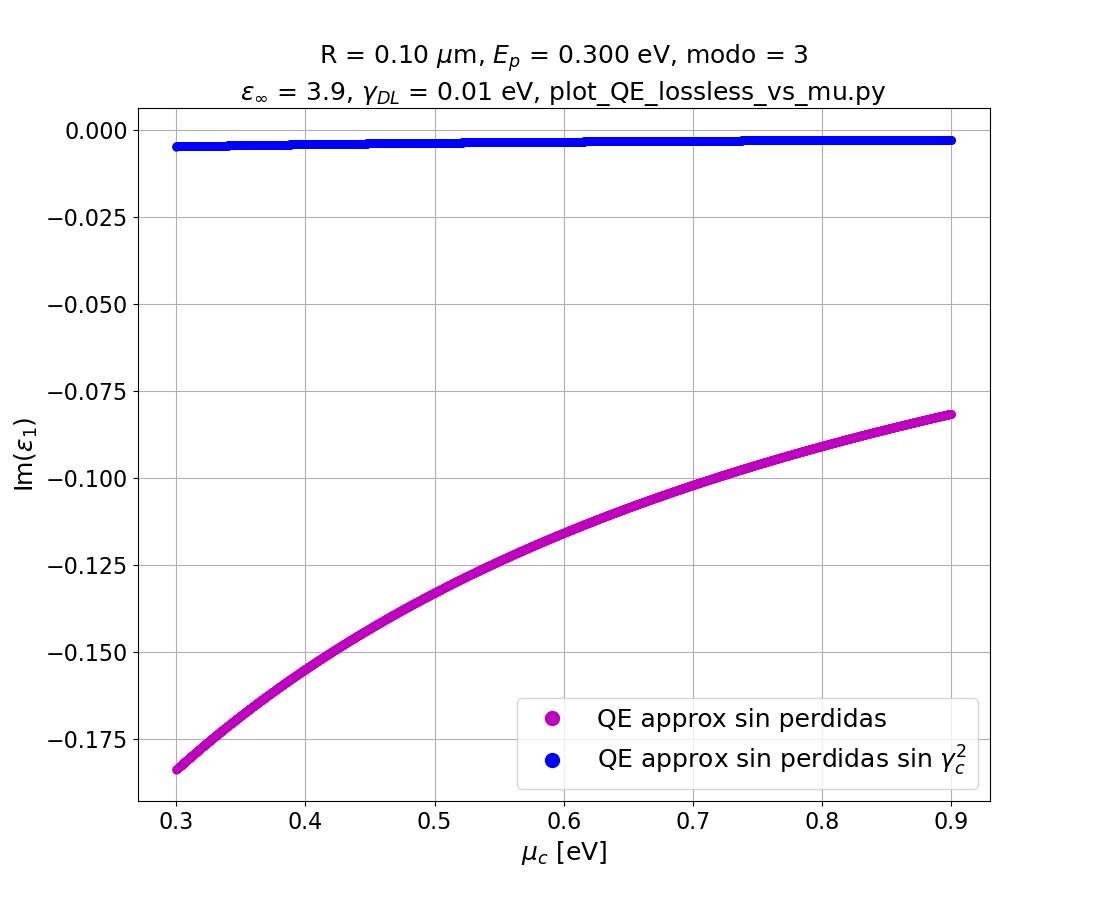 R = 0.10 μm, E_p = 0.300 eV, modo = 3
ε_∞ = 3.9, γ_DL = 0.01 eV, plot_QE_lossless_vs_mu.py
0.000
−0.025
−0.050
−0.075
−0.100
−0.125
−0.150
−0.175
Im(ε₁)
QE approx sin perdidas
QE approx sin perdidas sin γ_c^2
0.3 0.4 0.5 0.6 0.7 0.8 0.9
μ_c [eV]